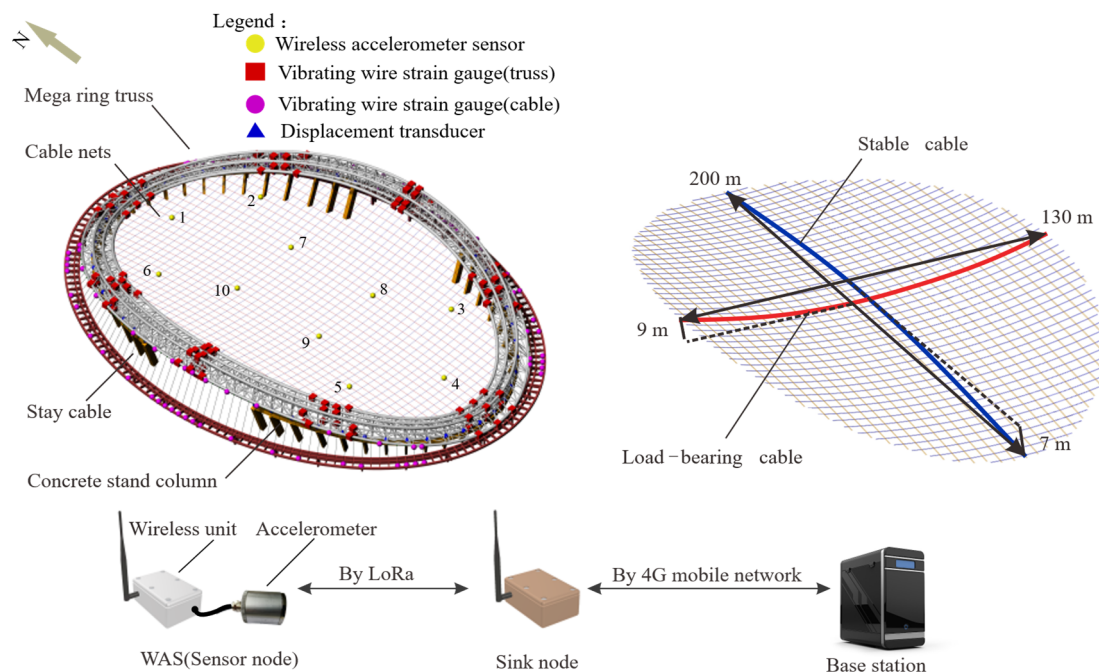 N
Legend :
Wireless accelerometer sensor
Vibrating wire strain gauge(truss)
Vibrating wire strain gauge(cable)
Displacement transducer
Mega ring truss
Cable nets
1
2
7
6
10
8
3
9
5
4
Stay cable
Concrete stand column
Stable cable
200 m
130 m
9 m
7 m
Load-bearing cable
Wireless unit
Accelerometer
By LoRa
By 4G mobile network
WAS(Sensor node)
Sink node
Base station